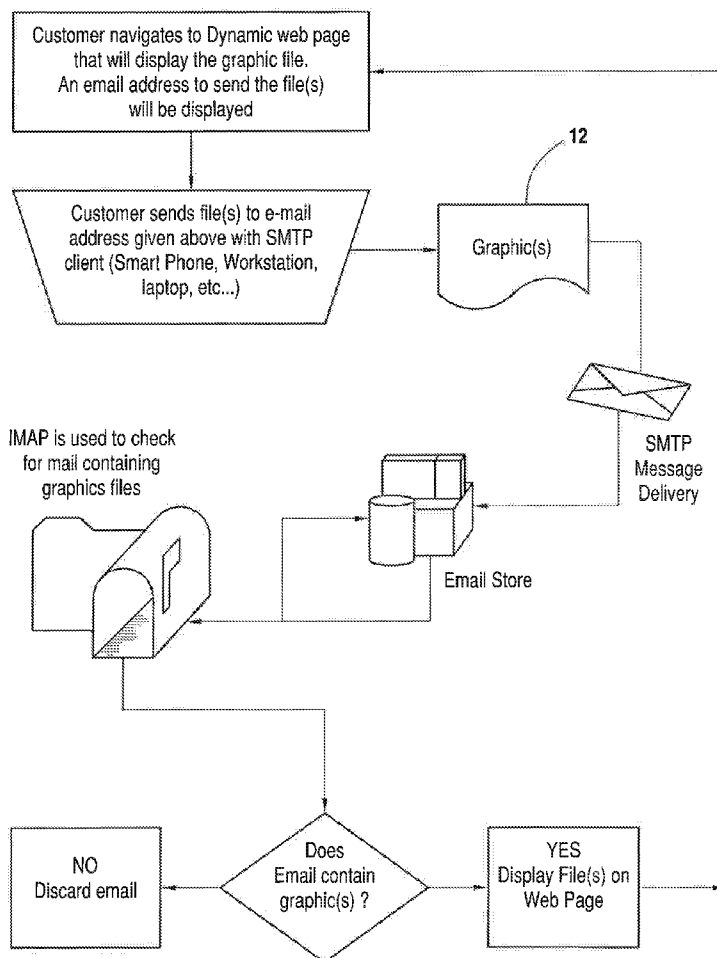 Customer navigates to Dynamic web page
that will display the graphic file.
An email address to send the file(s)
will be displayed
12
Customer sends file(s) to e-mail
address given above with SMTP
client (Smart Phone, Workstation,
laptop, etc...)
Graphic(s)
SMTP
Message
Delivery
IMAP is used to check
for mail containing
graphics files
Email Store
NO
Discard email
Does
Email contain
graphic(s) ?
YES
Display File(s) on
Web Page